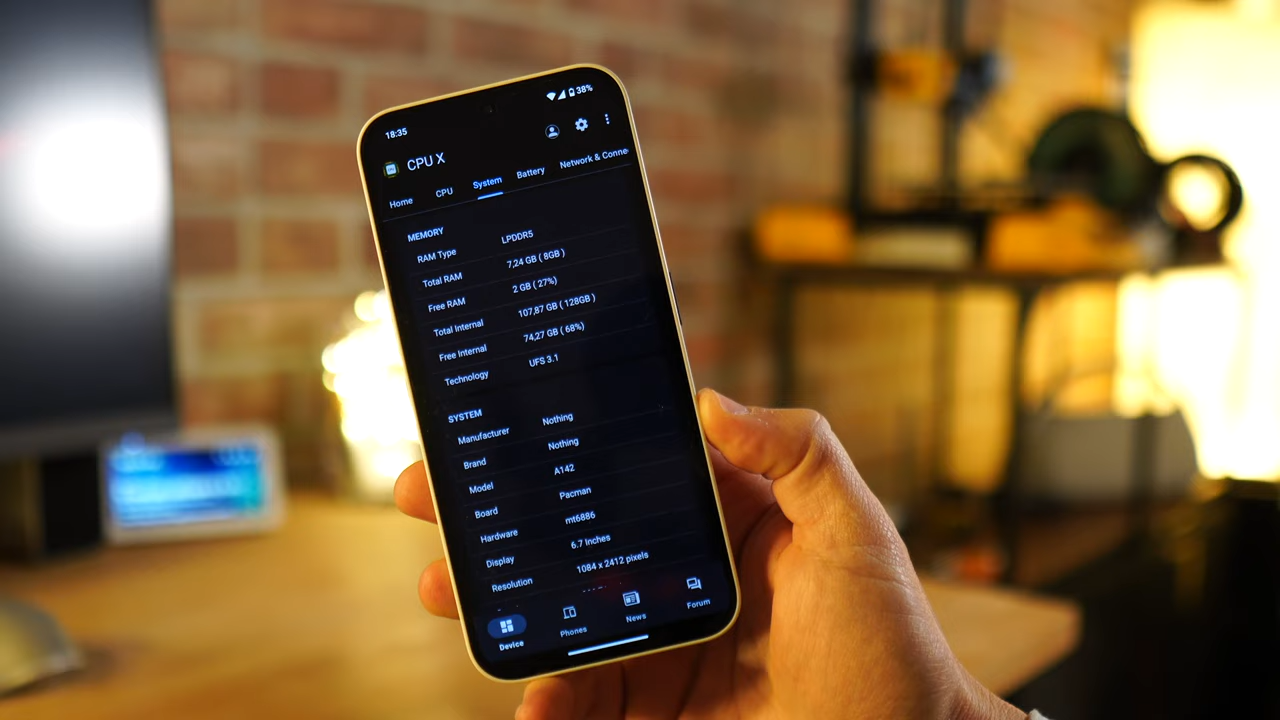 18:35
38%
CPU X
Home CPU System Battery Network & Conne
MEMORY
RAM Type LPDDR5
Total RAM 7,24 GB ( 8GB )
Free RAM 2 GB ( 27%)
Total Internal 107,87 GB ( 128GB )
Free Internal 74,27 GB ( 68%)
Technology UFS 3.1
SYSTEM
Manufacturer Nothing
Brand Nothing
Model A142
Board Pacman
Hardware mt6886
Display 6.7 Inches
Resolution 1084 x 2412 pixels
Device Phones News Forum